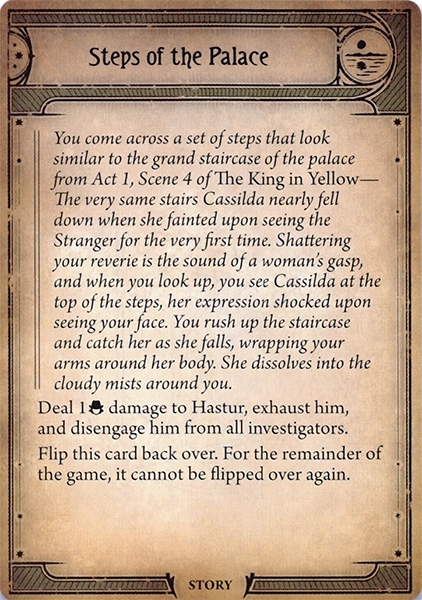 Steps of the Palace
You come across a set of steps that look
similar to the grand staircase of the palace
from Act 1, Scene 4 of The King in Yellow—
The very same stairs Cassilda nearly fell
down when she fainted upon seeing the
Stranger for the very first time. Shattering
your reverie is the sound of a woman's gasp,
and when you look up, you see Cassilda at the
top of the steps, her expression shocked upon
seeing your face. You rush up the staircase
and catch her as she falls, wrapping your
arms around her body. She dissolves into the
cloudy mists around you.
Deal 1 damage to Hastur, exhaust him,
and disengage him from all investigators.
Flip this card back over. For the remainder of
the game, it cannot be flipped over again.
STORY